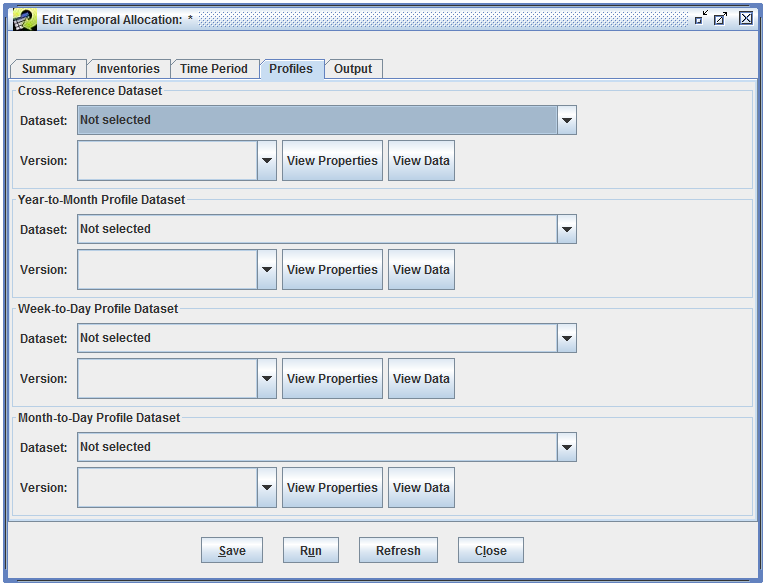 Edit Temporal Allocation: *
Summary Inventories Time Period Profiles Output
Cross-Reference Dataset
Dataset: Not selected
Version: View Properties View Data
Year-to-Month Profile Dataset
Dataset: Not selected
Version: View Properties View Data
Week-to-Day Profile Dataset
Dataset: Not selected
Version: View Properties View Data
Month-to-Day Profile Dataset
Dataset: Not selected
Version: View Properties View Data
Save Run Refresh Close